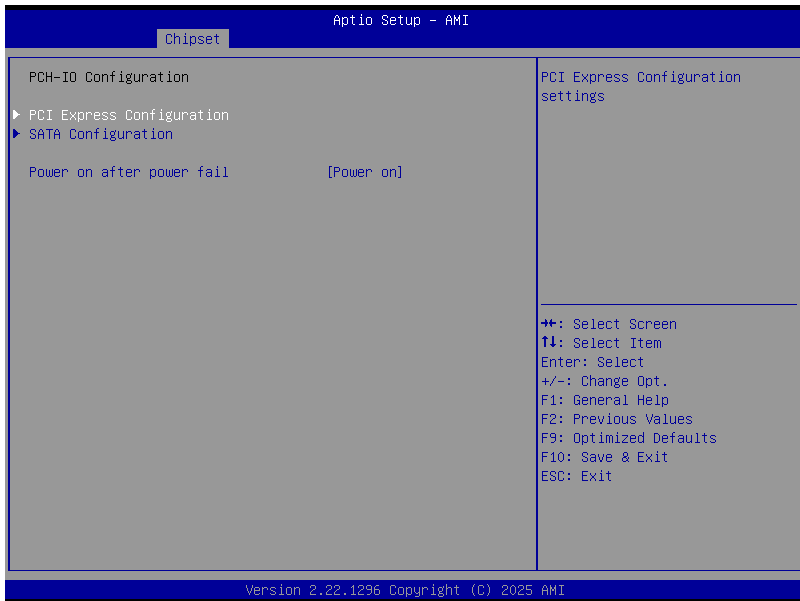 Aptio Setup - AMI
Chipset
PCH-IO Configuration
PCI Express Configuration
SATA Configuration
Power on after power fail [Power on]
PCI Express Configuration
settings
→←: Select Screen
↑↓: Select Item
Enter: Select
+/-: Change Opt.
F1: General Help
F2: Previous Values
F9: Optimized Defaults
F10: Save & Exit
ESC: Exit
Version 2.22.1296 Copyright (C) 2025 AMI